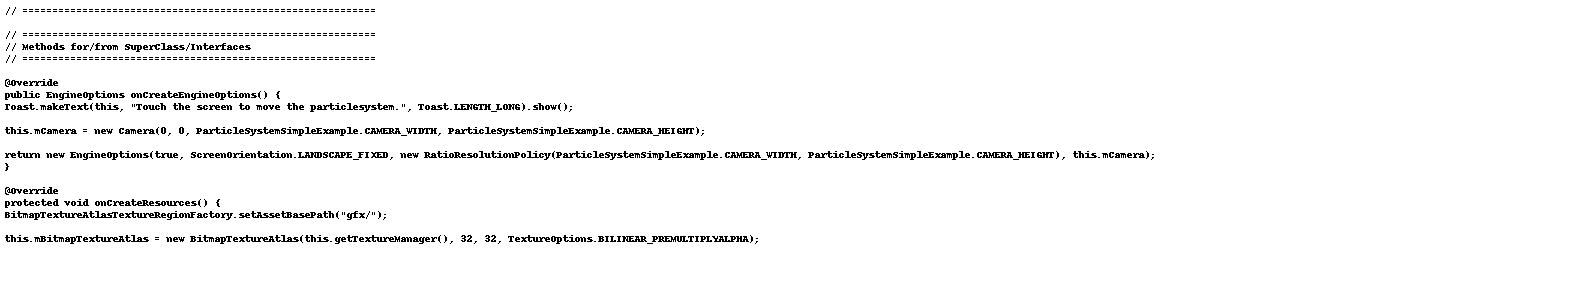 // ===========================================================
// ===========================================================
// Methods for/from SuperClass/Interfaces
// ===========================================================
@Override
public EngineOptions onCreateEngineOptions() {
Toast.makeText(this, "Touch the screen to move the particlesystem.", Toast.LENGTH_LONG).show();
this.mCamera = new Camera(0, 0, ParticleSystemSimpleExample.CAMERA_WIDTH, ParticleSystemSimpleExample.CAMERA_HEIGHT);
return new EngineOptions(true, ScreenOrientation.LANDSCAPE_FIXED, new RatioResolutionPolicy(ParticleSystemSimpleExample.CAMERA_WIDTH, ParticleSystemSimpleExample.CAMERA_HEIGHT), this.mCamera);
}
@Override
protected void onCreateResources() {
BitmapTextureAtlasTextureRegionFactory.setAssetBasePath("gfx/");
this.mBitmapTextureAtlas = new BitmapTextureAtlas(this.getTextureManager(), 32, 32, TextureOptions.BILINEAR_PREMULTIPLYALPHA);